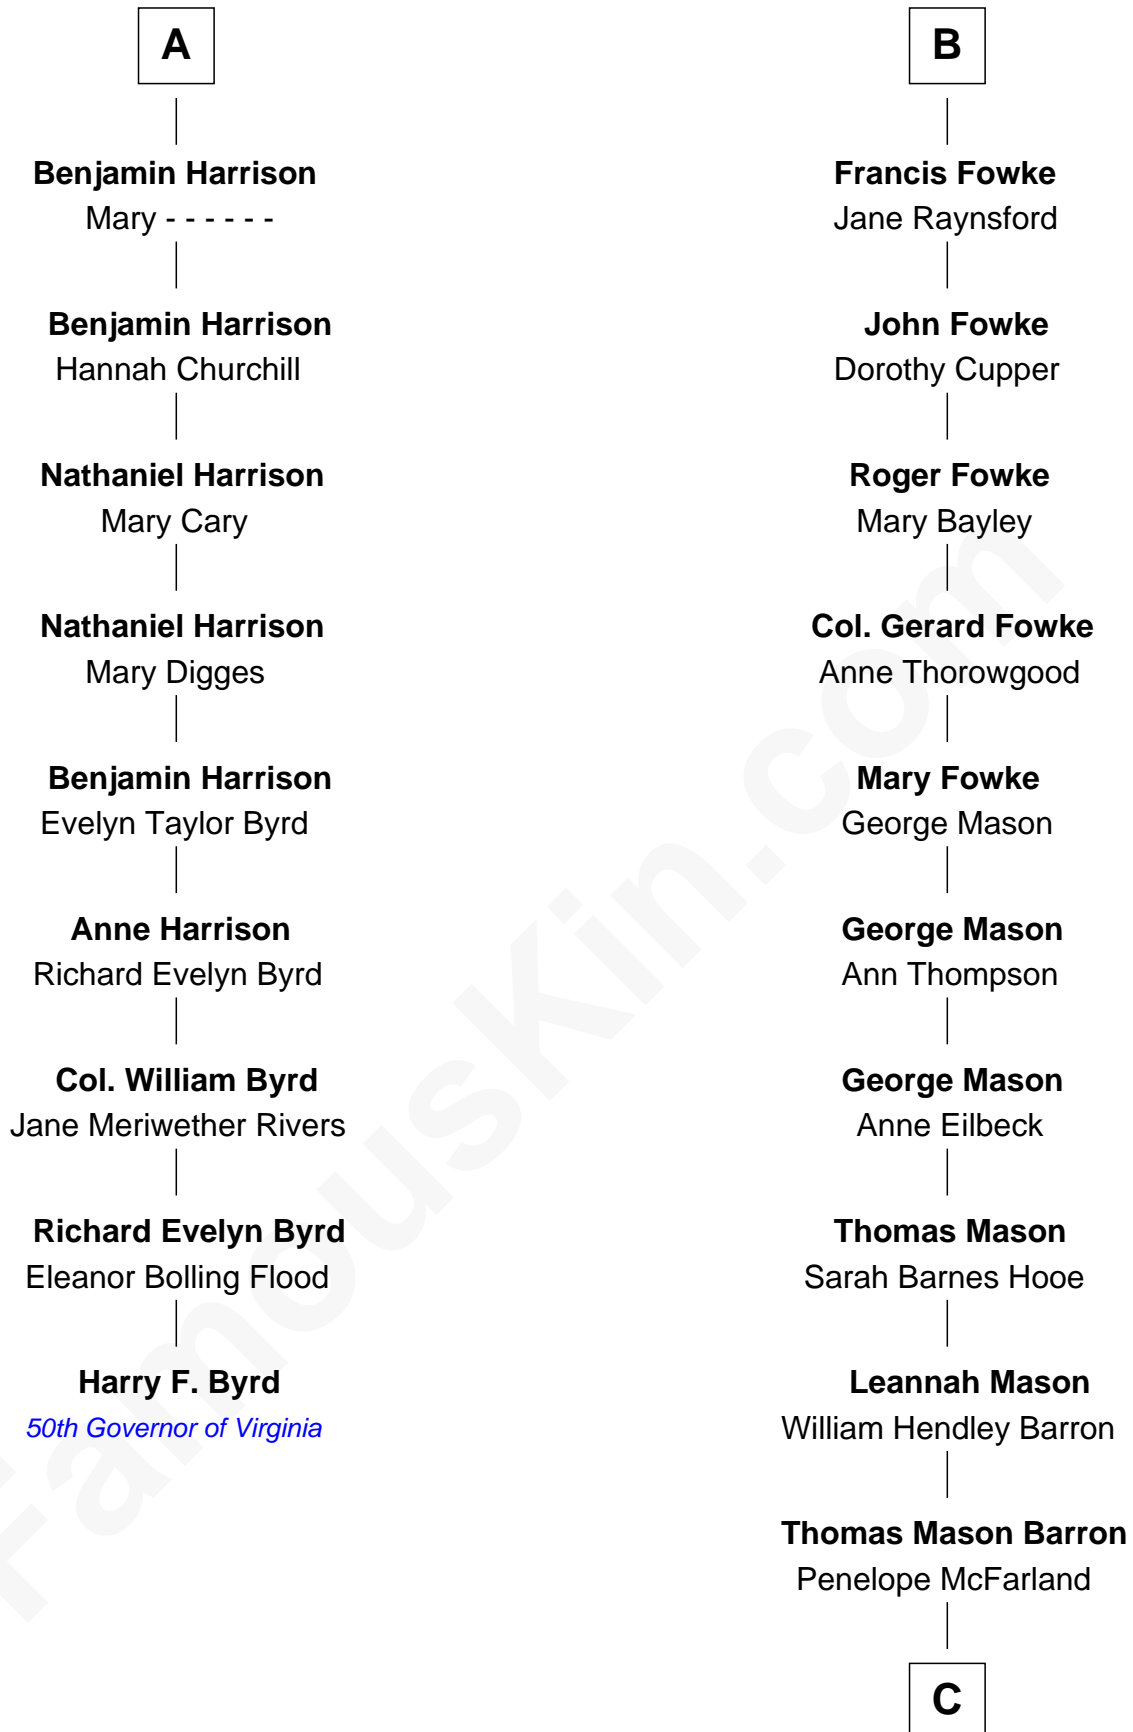 A
Benjamin Harrison
Mary - - - - - -
Benjamin Harrison
Hannah Churchill
Nathaniel Harrison
Mary Cary
Nathaniel Harrison
Mary Digges
Benjamin Harrison
Evelyn Taylor Byrd
Anne Harrison
Richard Evelyn Byrd
Col. William Byrd
Jane Meriwether Rivers
Richard Evelyn Byrd
Eleanor Bolling Flood
Harry F. Byrd
50th Governor of Virginia
B
Francis Fowke
Jane Raynsford
John Fowke
Dorothy Cupper
Roger Fowke
Mary Bayley
Col. Gerard Fowke
Anne Thorowgood
Mary Fowke
George Mason
George Mason
Ann Thompson
George Mason
Anne Eilbeck
Thomas Mason
Sarah Barnes Hooe
Leannah Mason
William Hendley Barron
Thomas Mason Barron
Penelope McFarland
C
FamousKin.com